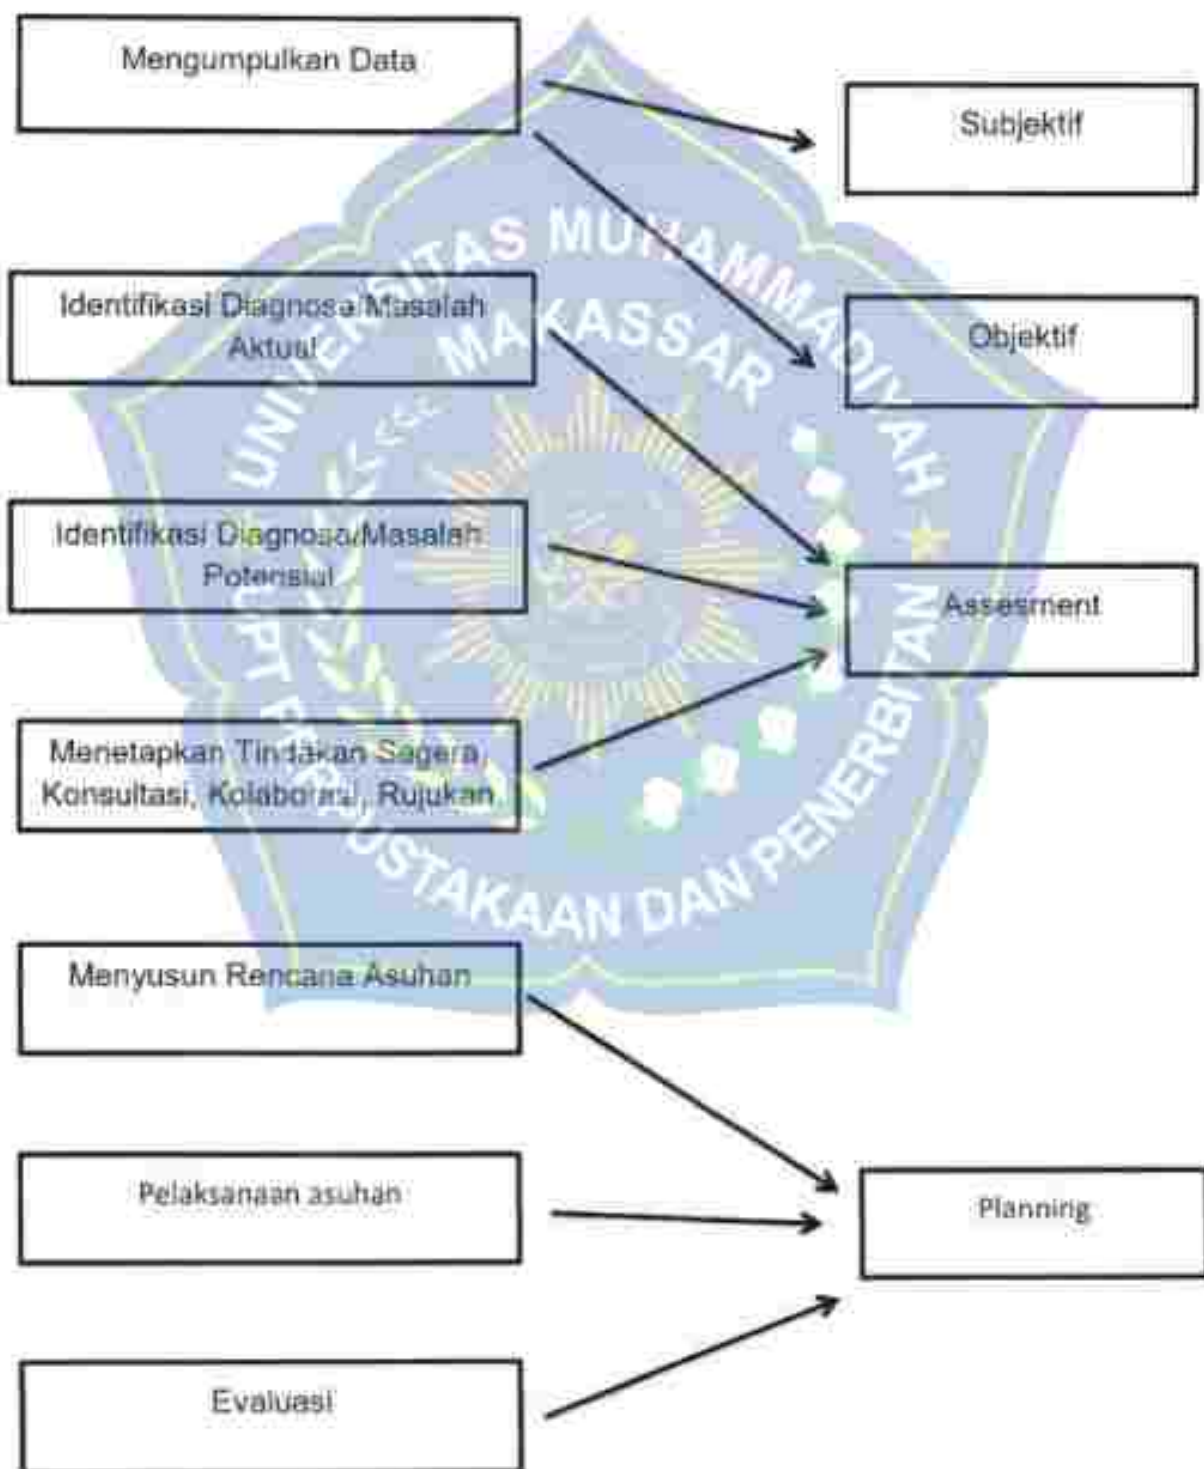 Mengumpulkan Data
Subjektif
Identifikasi Diagnosa/Masalah
Aktual
Objektif
Identifikasi Diagnosa/Masalah
Potensial
Assesment
Menetapkan Tindakan Segera,
Konsultasi, Kolaborasi, Rujukan
Menyusun Rencana Asuhan
Pelaksanaan asuhan
Planning
Evaluasi
UNIVERSITAS MUHAMMADIYAH
MAKASSAR
UPT PERPUSTAKAAN DAN PENERBITAN